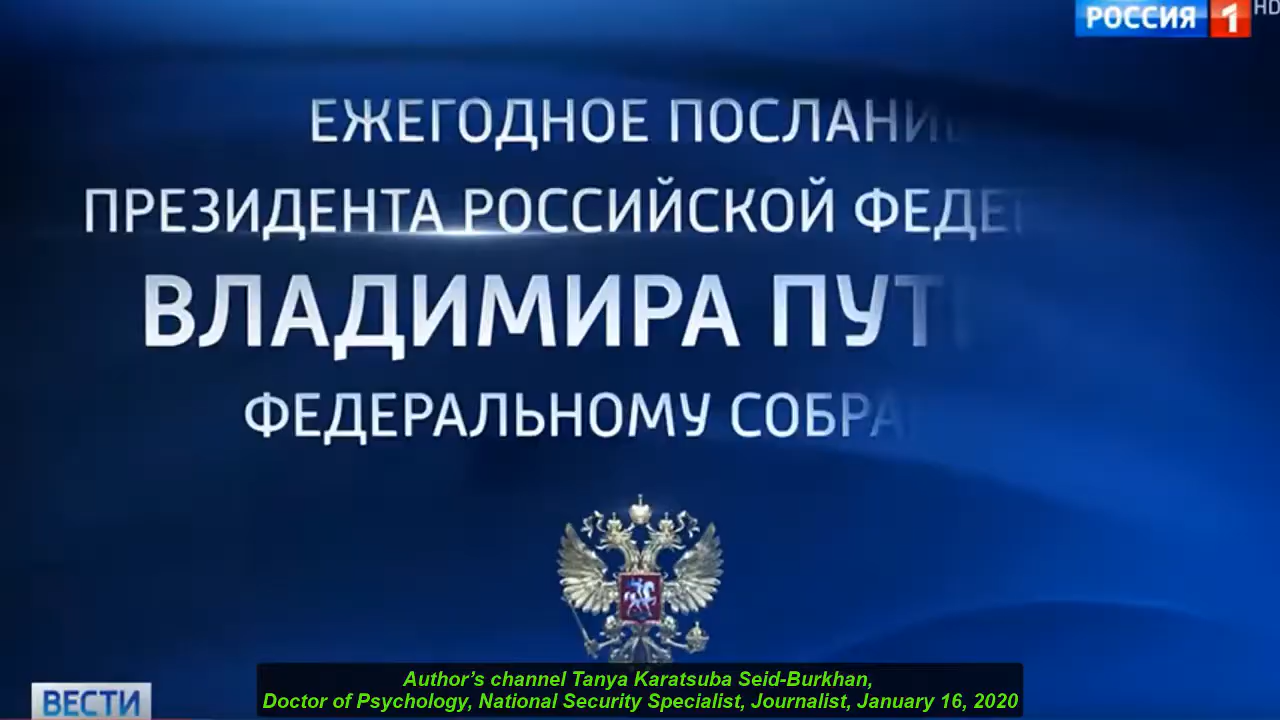 РОССИЯ 1 HD
ЕЖЕГОДНОЕ ПОСЛАНИ
ПРЕЗИДЕНТА РОССИЙСКОЙ ФЕДЕ
ВЛАДИМИРА ПУТ
ФЕДЕРАЛЬНОМУ СОБРА
Author's channel Tanya Karatsuba Seid-Burkhan,
Doctor of Psychology, National Security Specialist, Journalist, January 16, 2020
ВЕСТИ